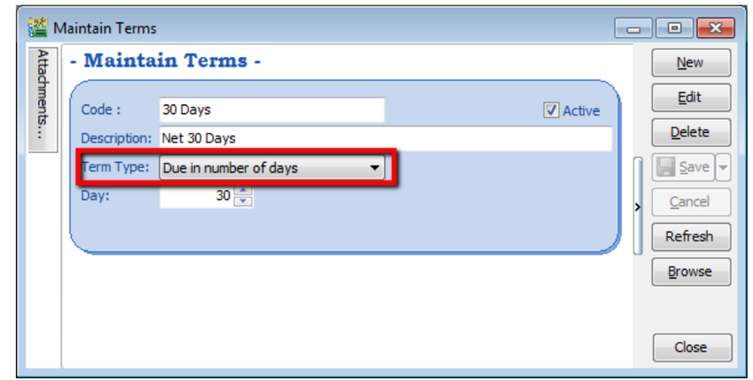 Maintain Terms
Attachments...
- Maintain Terms -
Code :
30 Days
Active
Description:
Net 30 Days
Term Type:
Due in number of days
Day:
30
New
Edit
Delete
Save
Cancel
Refresh
Browse
Close